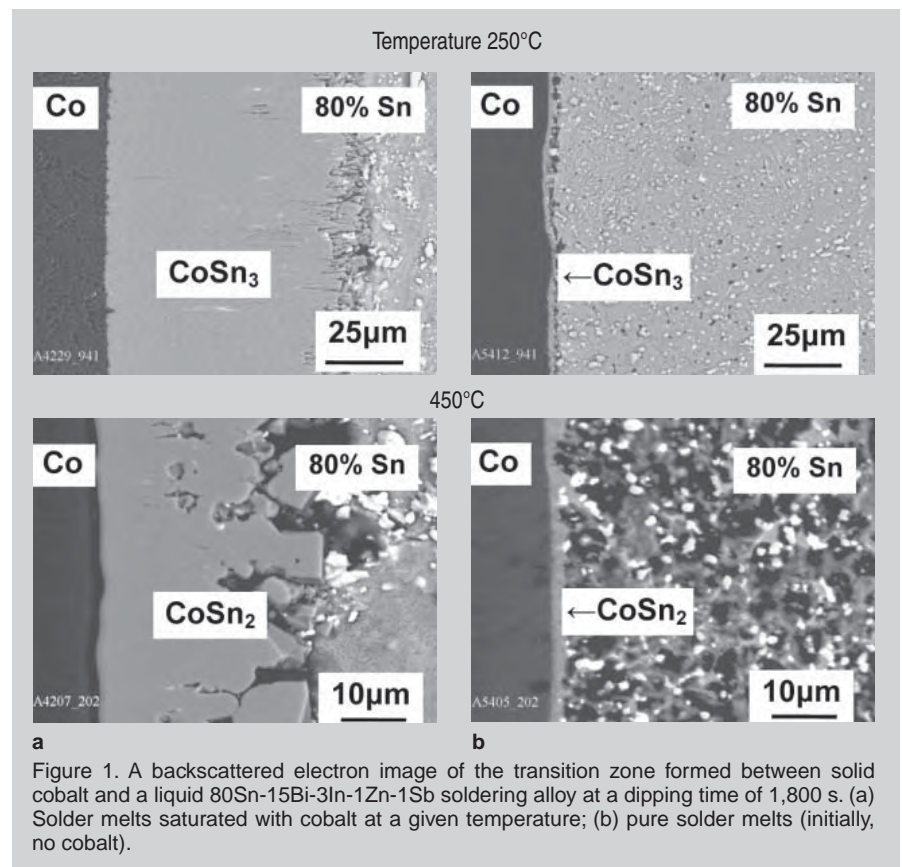 Temperature 250°C
Co
80% Sn
CoSn₃
25µm
A4229_941
Co
80% Sn
←CoSn₃
25µm
A5412_941
450°C
Co
80% Sn
CoSn₂
10µm
A4207_202
Co
80% Sn
←CoSn₂
10µm
A5405_202
a
b
Figure 1. A backscattered electron image of the transition zone formed between solid
cobalt and a liquid 80Sn-15Bi-3In-1Zn-1Sb soldering alloy at a dipping time of 1,800 s. (a)
Solder melts saturated with cobalt at a given temperature; (b) pure solder melts (initially,
no cobalt).